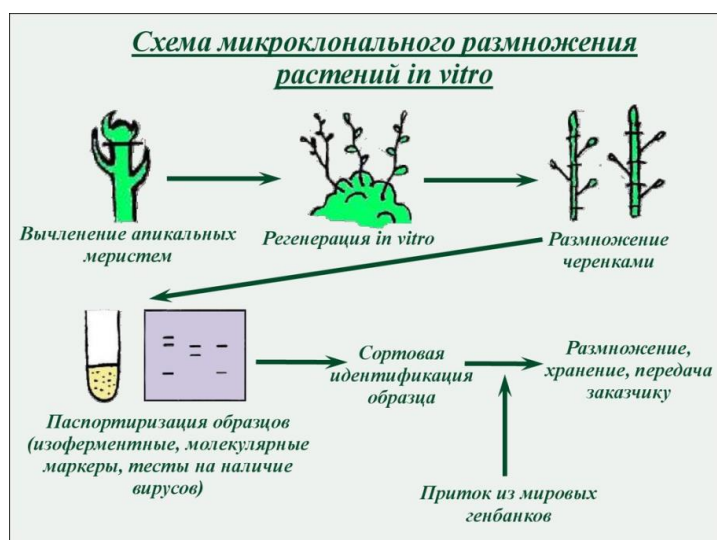 Схема микроклонального размножения
растений in vitro
Вычленение апикальных
меристем
Регенерация in vitro
Размножение
черенками
Паспортиризация образцов
(изоферментные, молекулярные
маркеры, тесты на наличие
вирусов)
Сортовая
идентификация
образца
Размножение,
хранение, передача
заказчику
Приток из мировых
генбанков